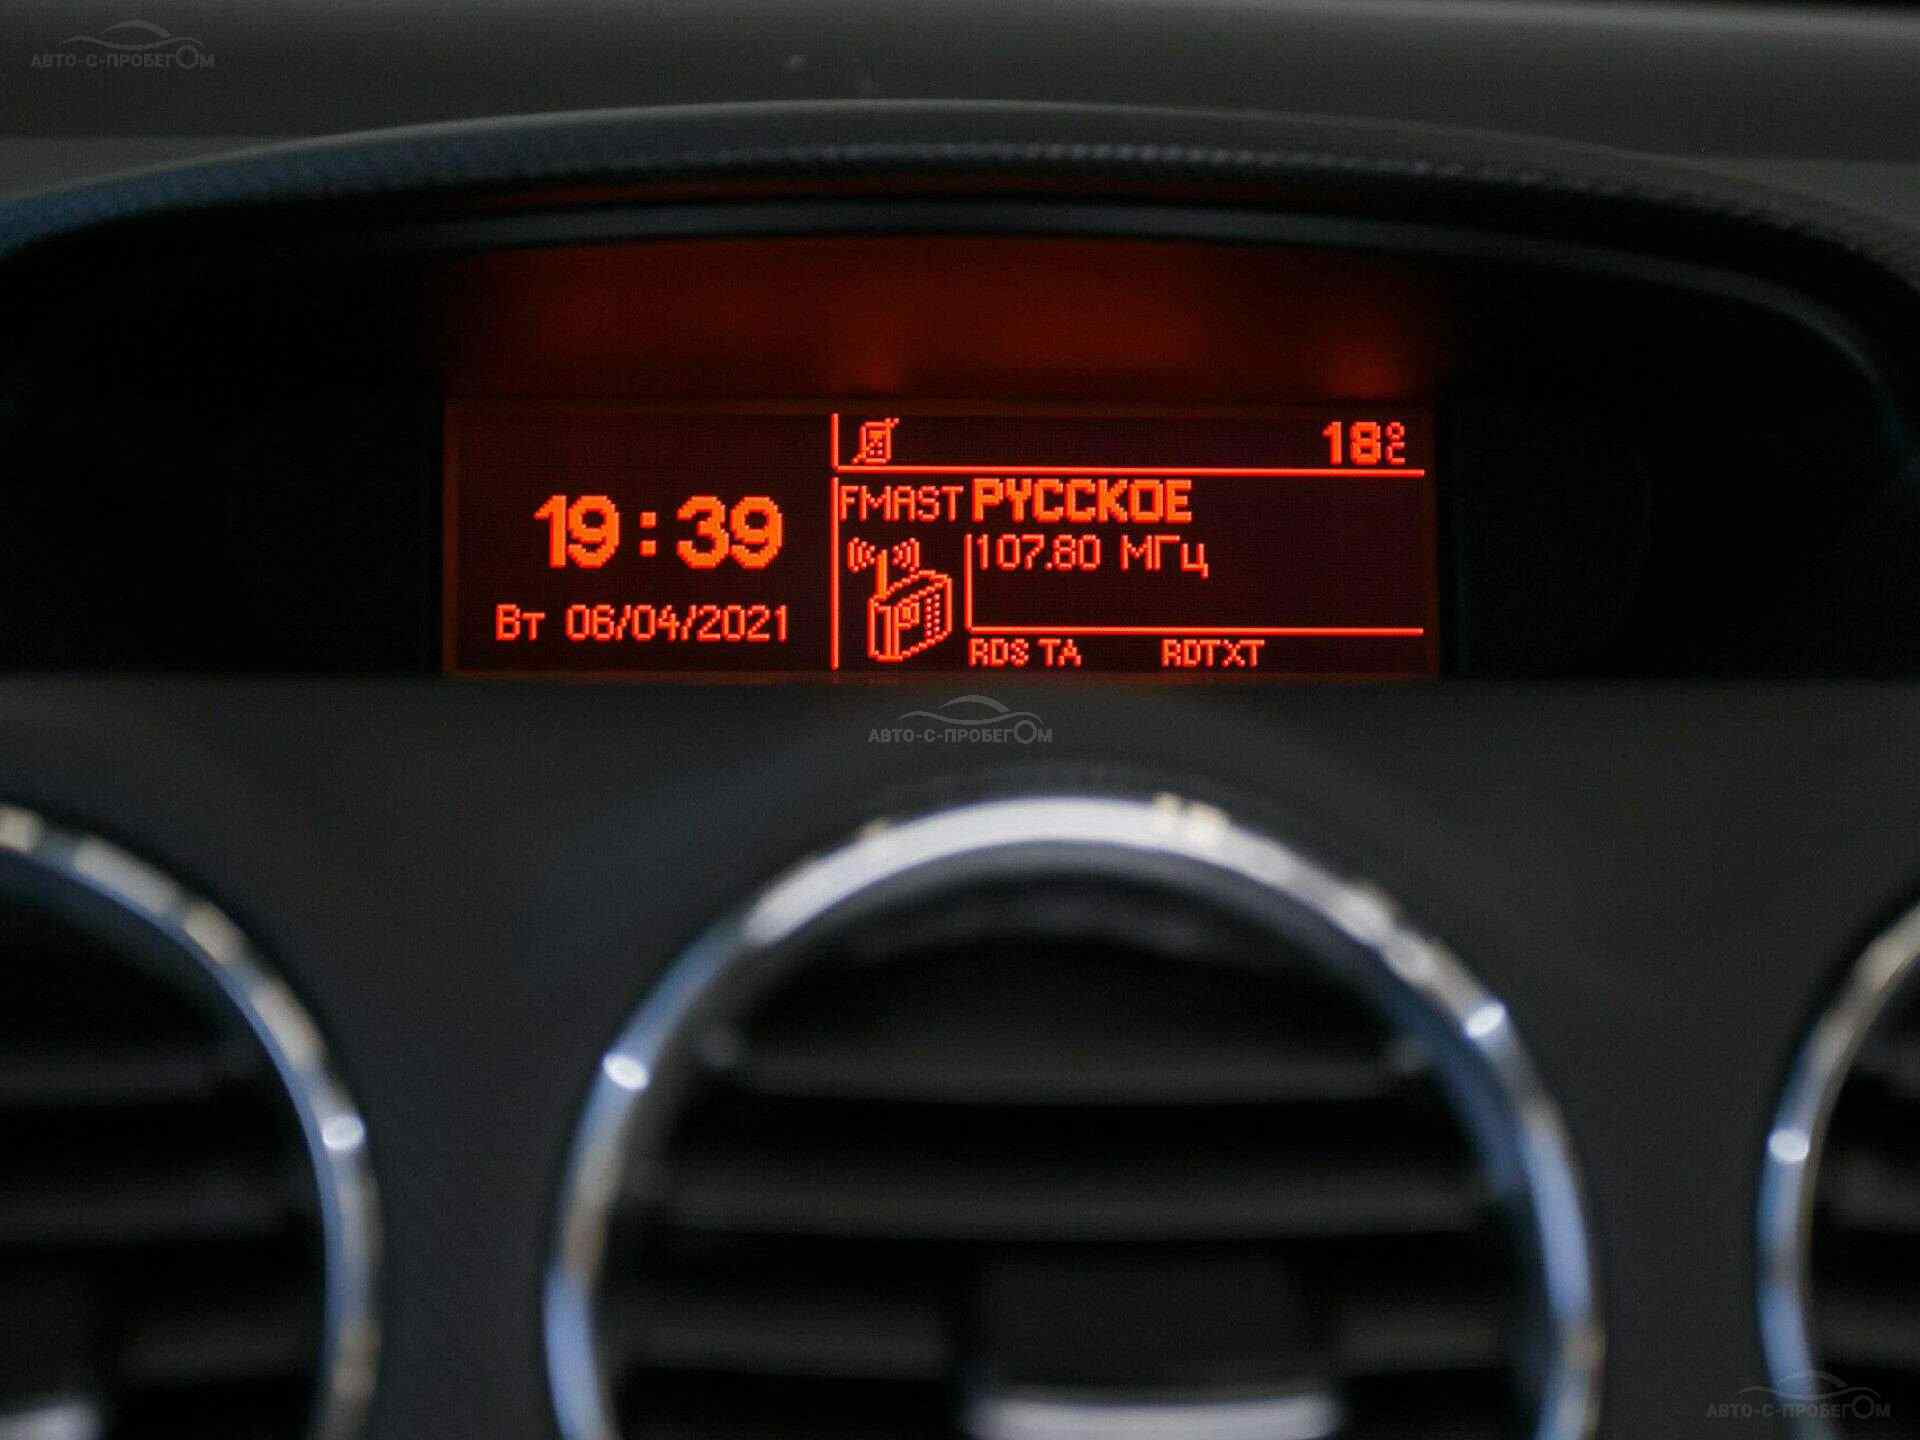 АВТО-С-ПРОБЕГОМ
18°C
19:39
Вт 06/04/2021
FMAST РУССКОЕ
107.80 МГц
RDS TA RDTXT
АВТО-С-ПРОБЕГОМ
АВТО-С-ПРОБЕГОМ